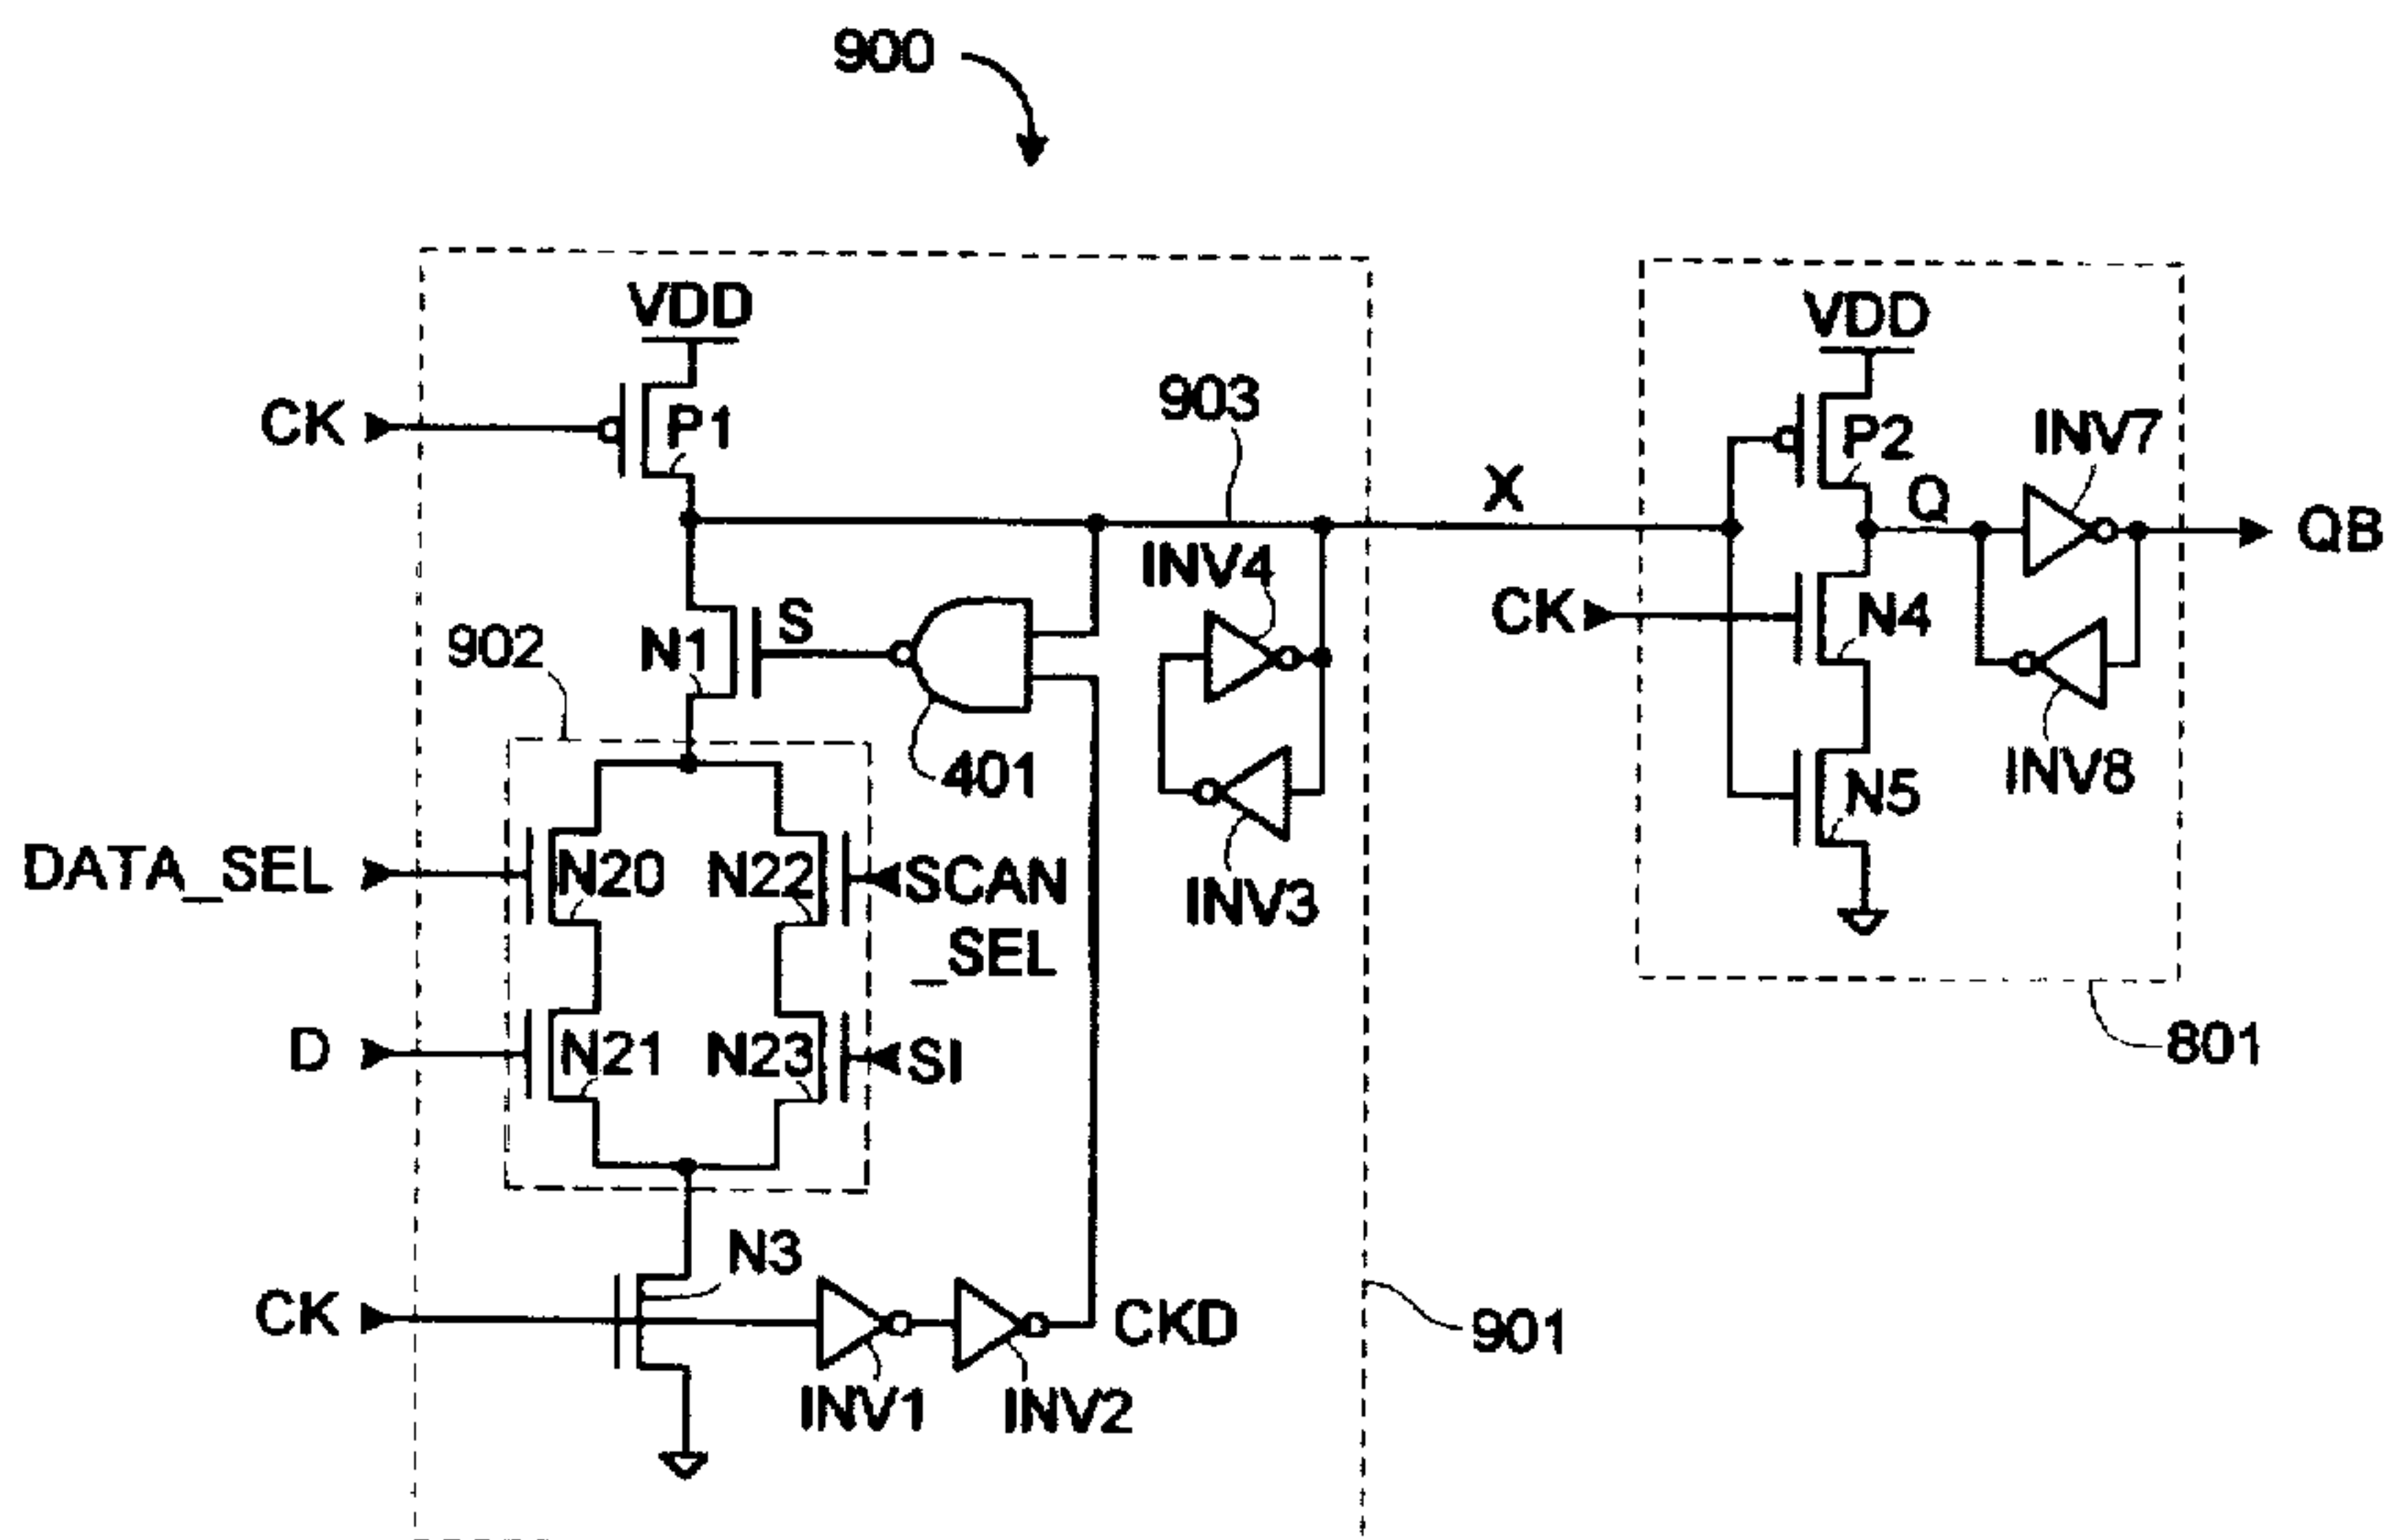 900
VDD
VDD
CK
P1
903
P2
INV7
X
Q
QB
INV4
CK
N4
902
N1
S
401
INV8
N5
DATA_SEL
N20
N22
SCAN
_SEL
INV3
D
N21
N23
SI
801
N3
CK
CKD
901
INV1
INV2